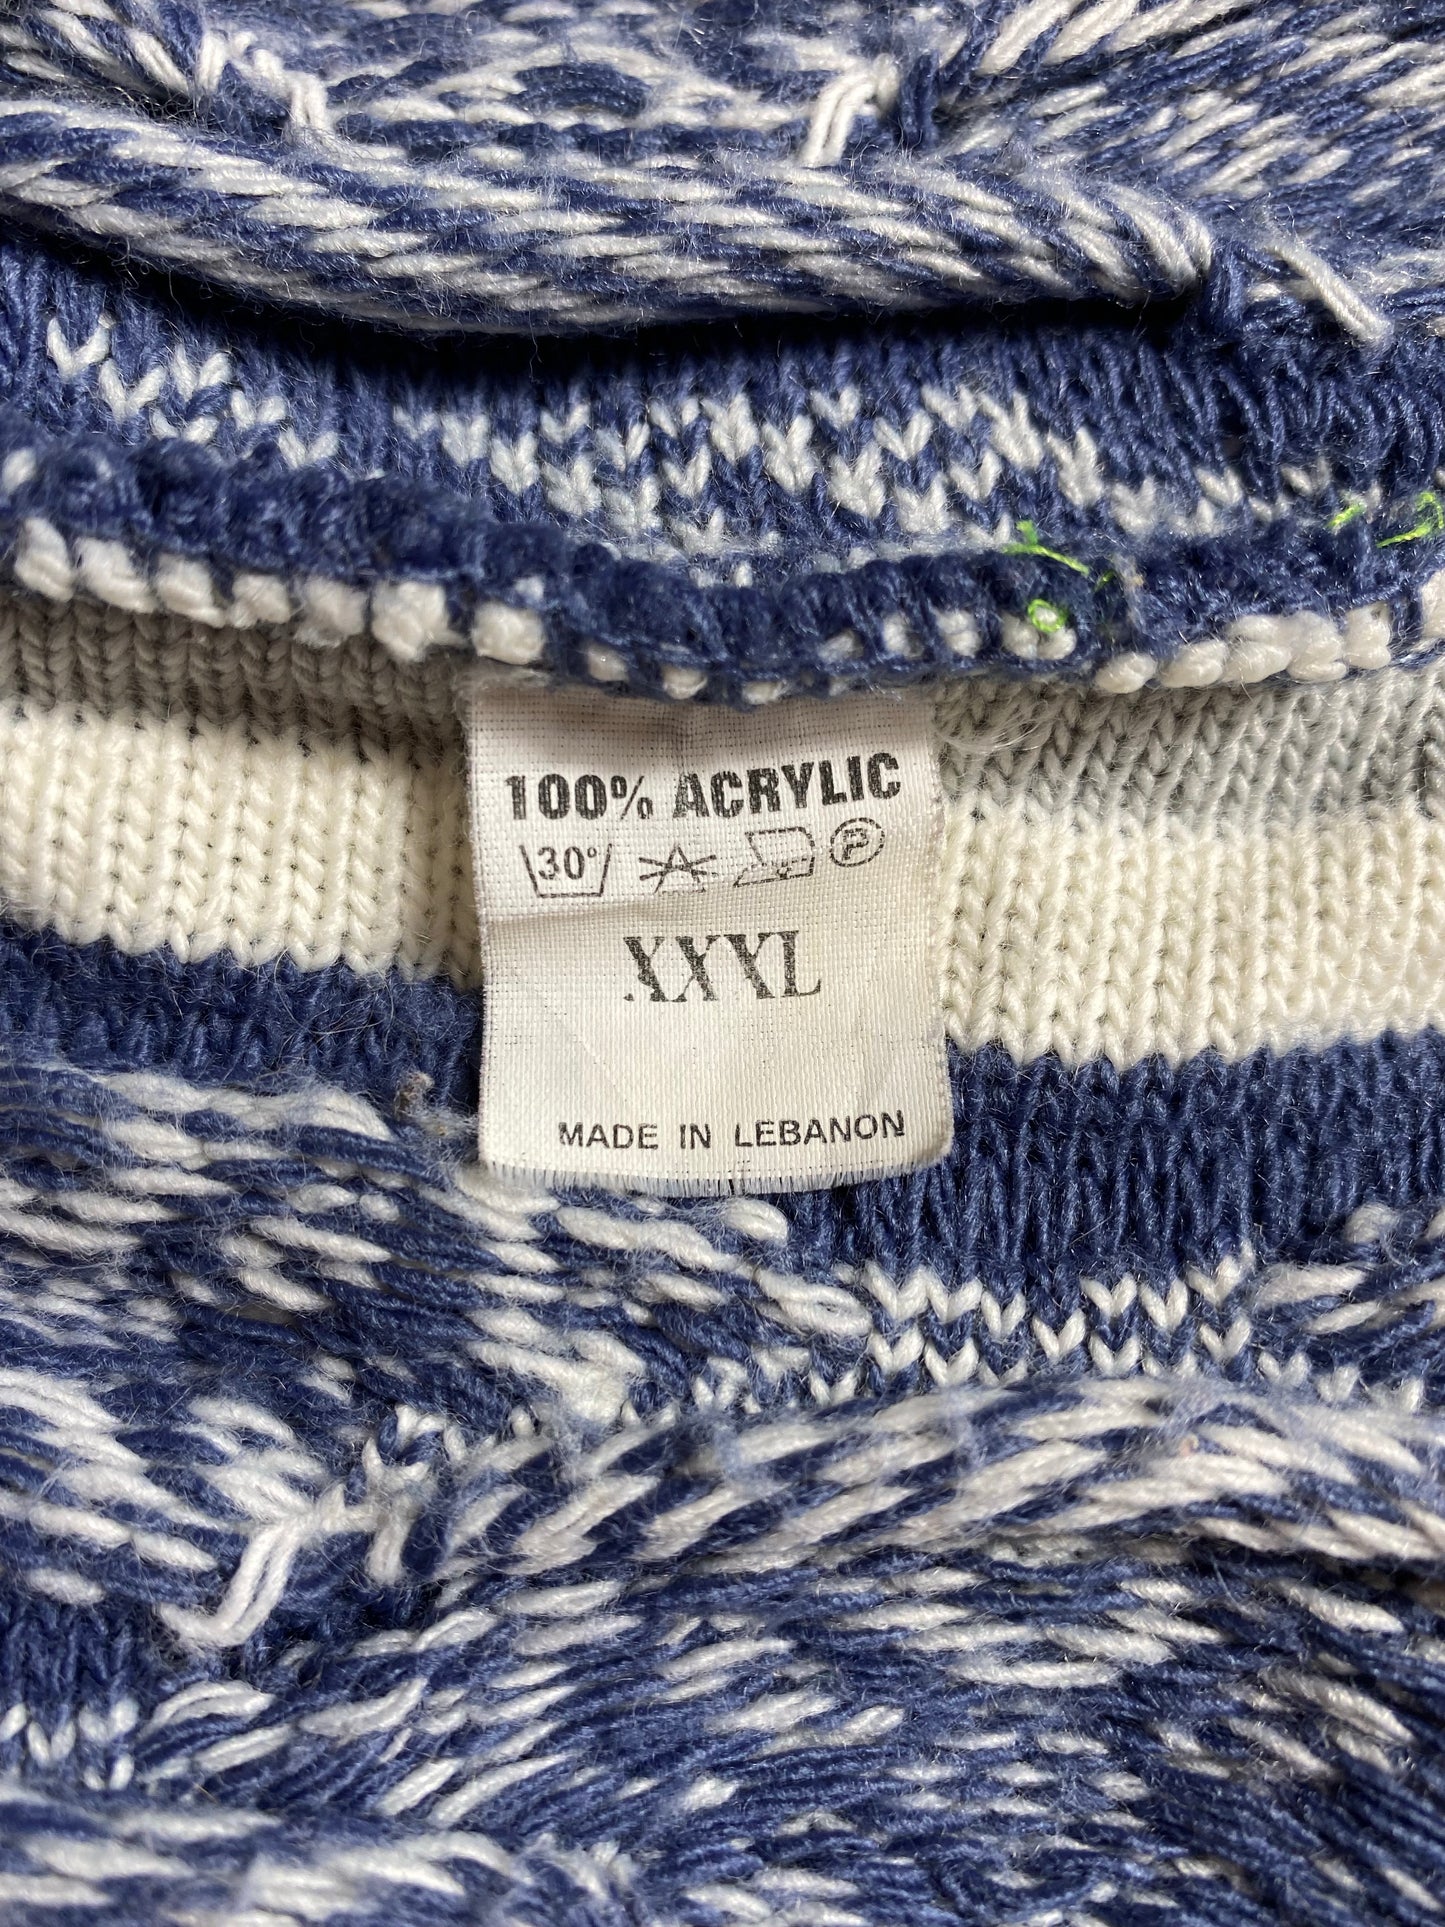 100% ACRYLIC
30° A P
XXXL
MADE IN LEBANON